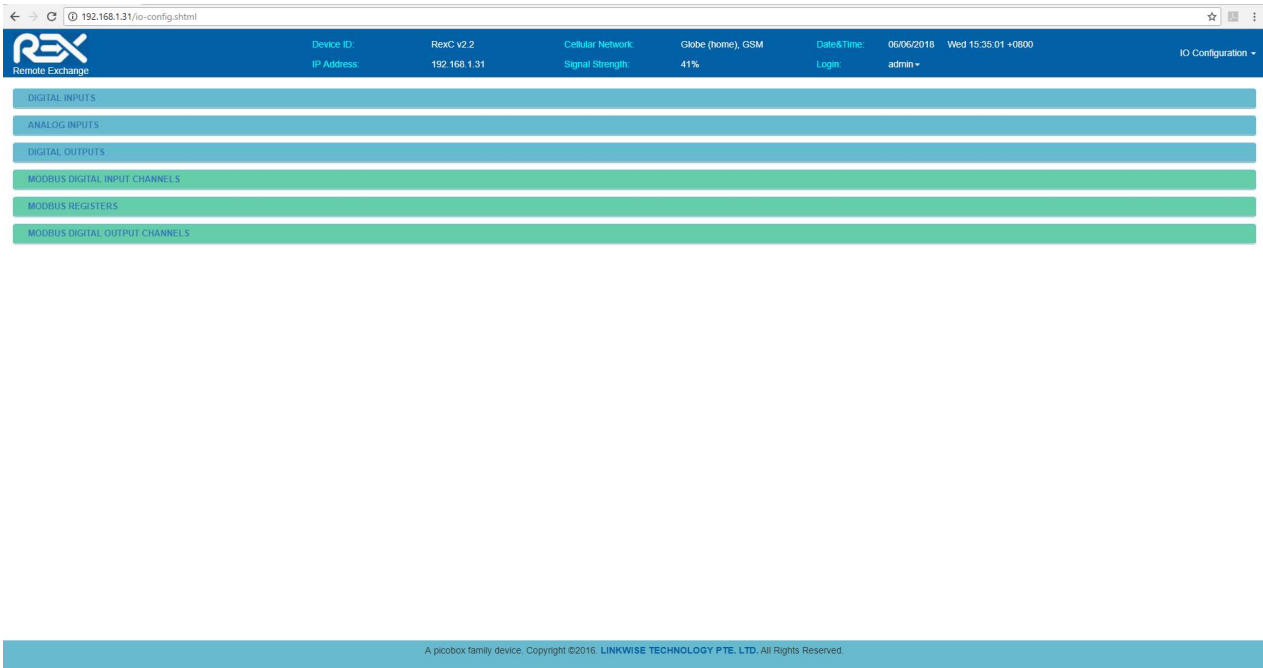 192.168.1.31/io-config.shtml
REX
Remote Exchange
Device ID: RexC v2.2 Cellular Network: Globe (home), GSM Date&Time: 06/06/2018 Wed 15:35:01 +0800
IP Address: 192.168.1.31 Signal Strength: 41% Login: admin
IO Configuration
DIGITAL INPUTS
ANALOG INPUTS
DIGITAL OUTPUTS
MODBUS DIGITAL INPUT CHANNELS
MODBUS REGISTERS
MODBUS DIGITAL OUTPUT CHANNELS
A picobox family device. Copyright ©2016. LINKWISE TECHNOLOGY PTE. LTD. All Rights Reserved.